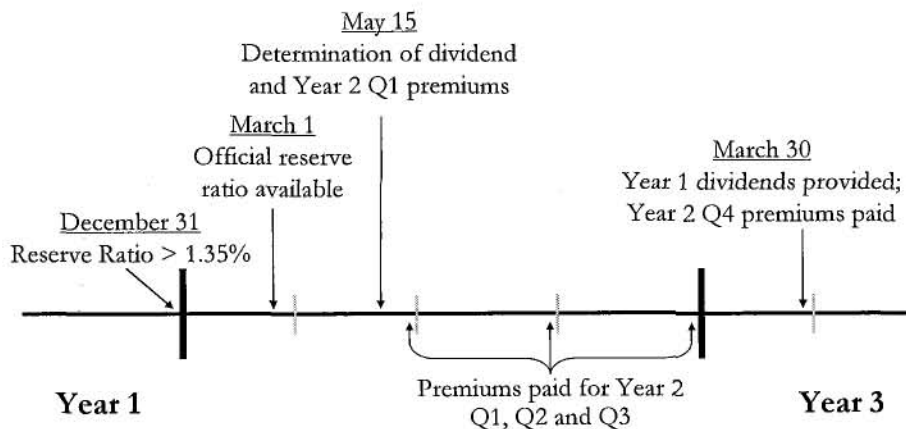 May 15
Determination of dividend
and Year 2 Q1 premiums
March 1
Official reserve
ratio available
March 30
Year 1 dividends provided;
Year 2 Q4 premiums paid
December 31
Reserve Ratio > 1.35%
Premiums paid for Year 2
Q1, Q2 and Q3
Year 1
Year 3